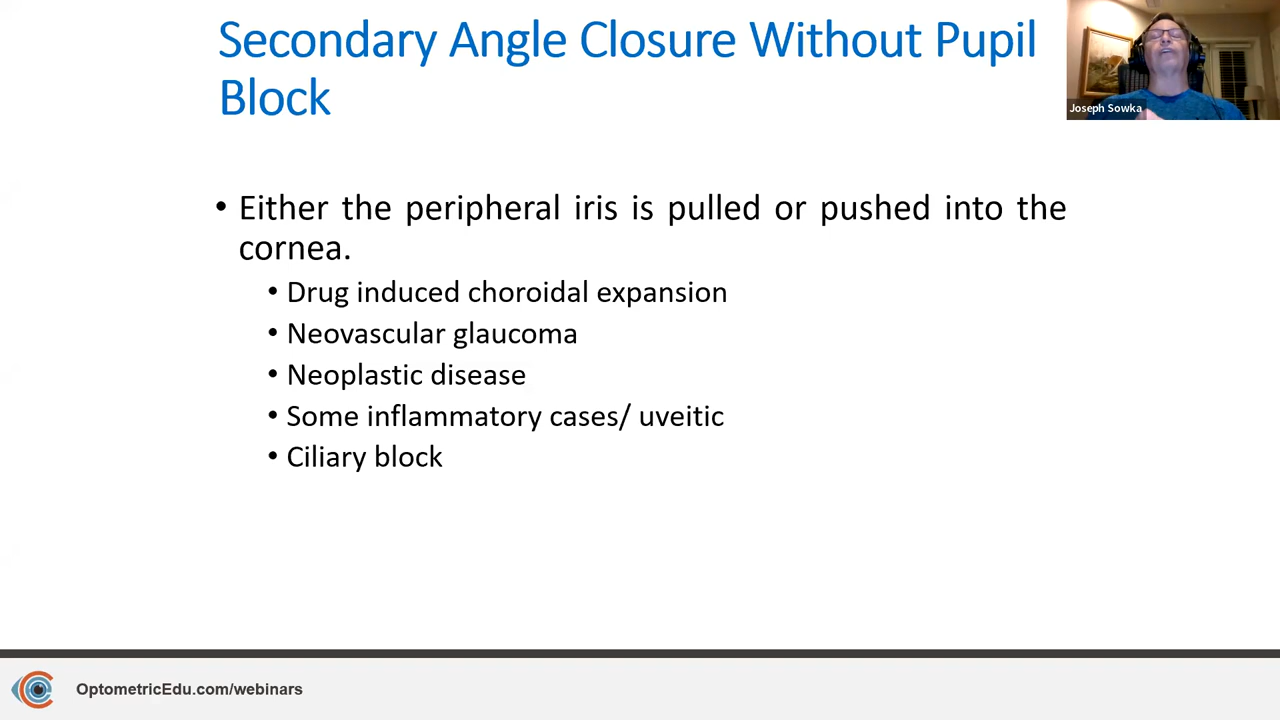 Secondary Angle Closure Without Pupil
Block
Joseph Sowka
• Either the peripheral iris is pulled or pushed into the
cornea.
• Drug induced choroidal expansion
• Neovascular glaucoma
• Neoplastic disease
• Some inflammatory cases/ uveitic
• Ciliary block
OptometricEdu.com/webinars